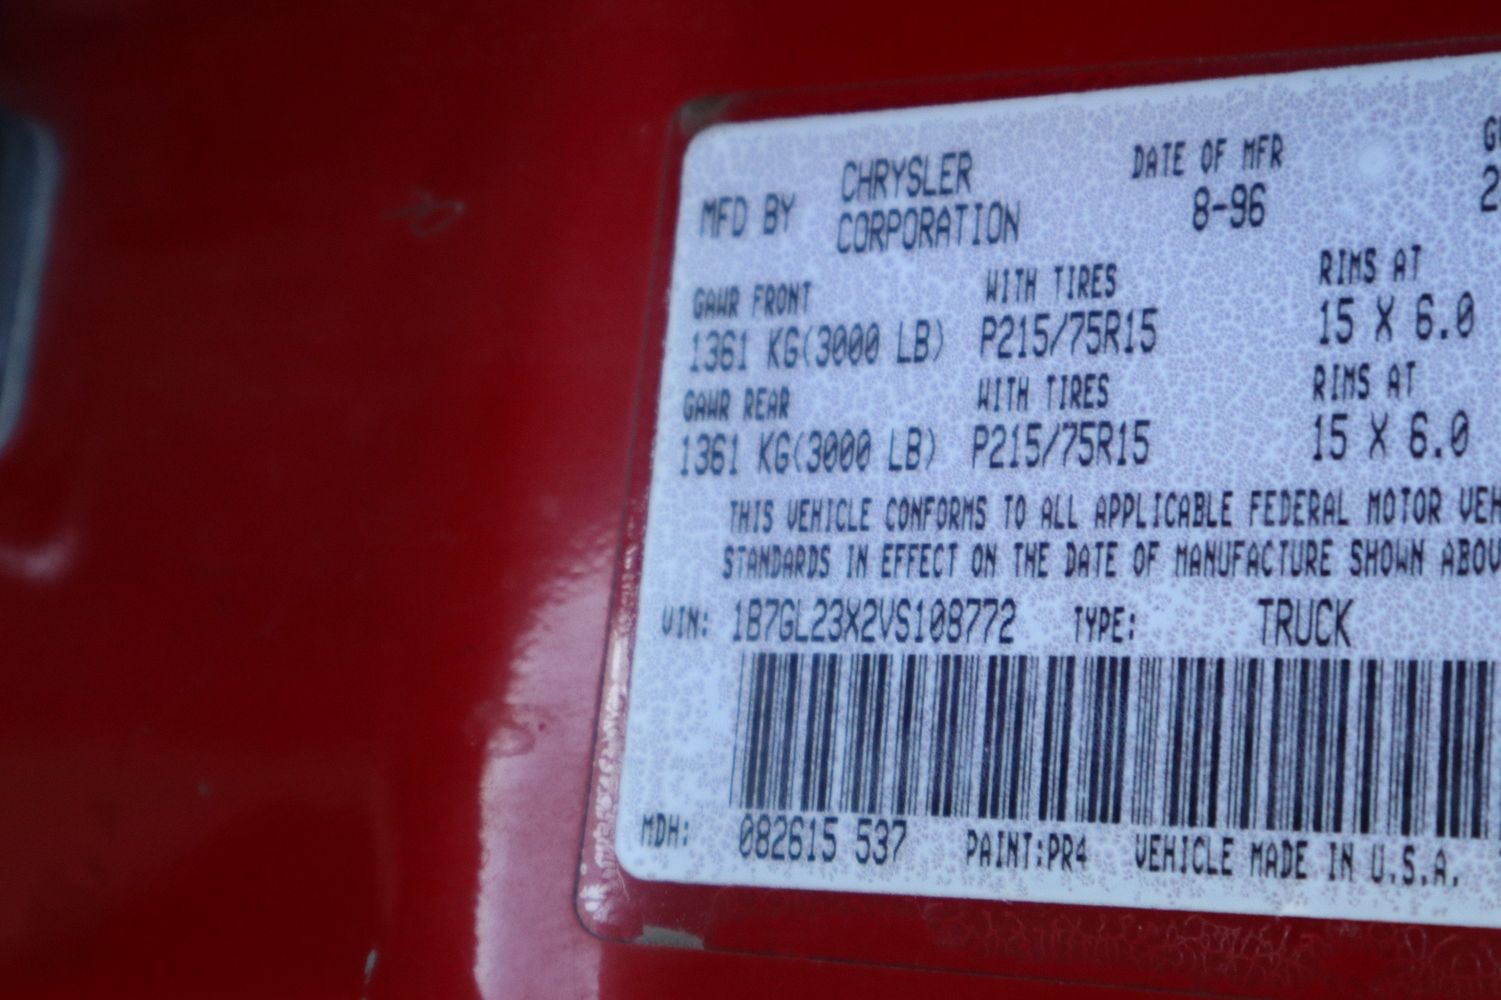 MFD BY CHRYSLER CORPORATION DATE OF MFR 8-96
GAWR FRONT WITH TIRES RIMS AT
1361 KG(3000 LB) P215/75R15 15 X 6.0
GAWR REAR WITH TIRES RIMS AT
1361 KG(3000 LB) P215/75R15 15 X 6.0
THIS VEHICLE CONFORMS TO ALL APPLICABLE FEDERAL MOTOR VEH
STANDARDS IN EFFECT ON THE DATE OF MANUFACTURE SHOWN ABOV
VIN: 1B7GL23X2VS108772 TYPE: TRUCK
MDH: 082615 537 PAINT:PR4 VEHICLE MADE IN U.S.A.